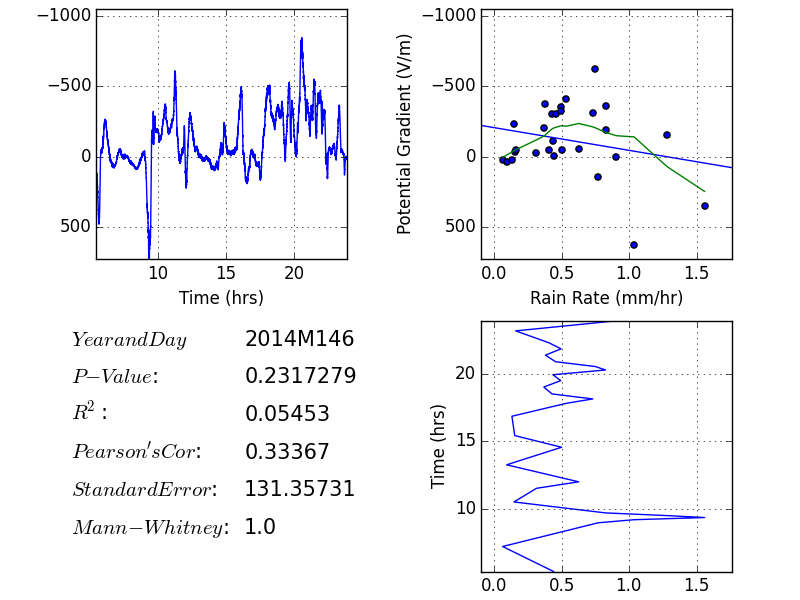 −1000
−500
0
500
10
15
20
Time (hrs)
−1000
−500
0
500
Potential Gradient (V/m)
0.0
0.5
1.0
1.5
Rain Rate (mm/hr)
YearandDay 2014M146
P−Value: 0.2317279
R²: 0.05453
Pearson'sCor: 0.33367
StandardError: 131.35731
Mann−Whitney: 1.0
20
15
10
Time (hrs)
0.0
0.5
1.0
1.5